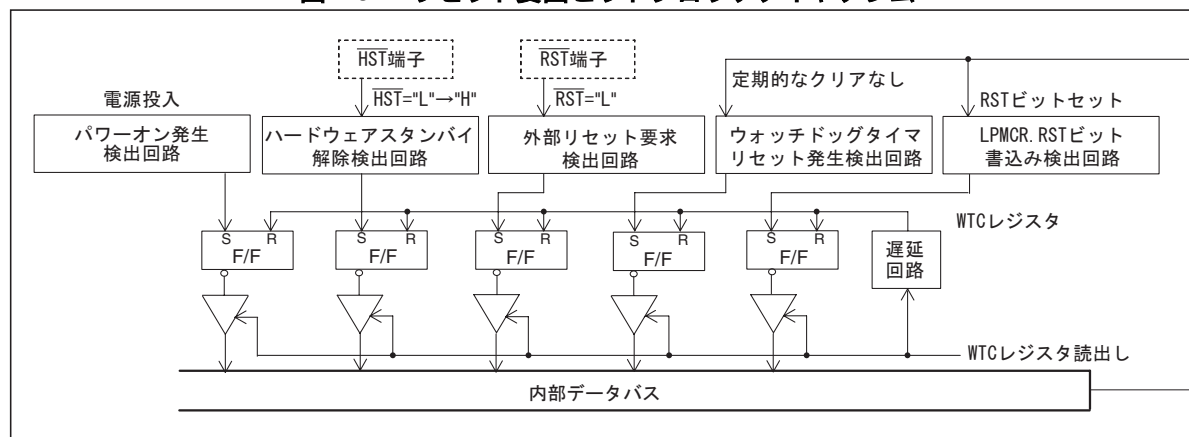 HST端子
RST端子
定期的なクリアなし
電源投入
HST="L"→"H"
RST="L"
RSTビットセット
パワーオン発生
検出回路
ハードウェアスタンバイ
解除検出回路
外部リセット要求
検出回路
ウォッチドッグタイマ
リセット発生検出回路
LPMCR.RSTビット
書込み検出回路
WTCレジスタ
S R
F/F
S R
F/F
S R
F/F
S R
F/F
S R
F/F
遅延
回路
WTCレジスタ読出し
内部データバス